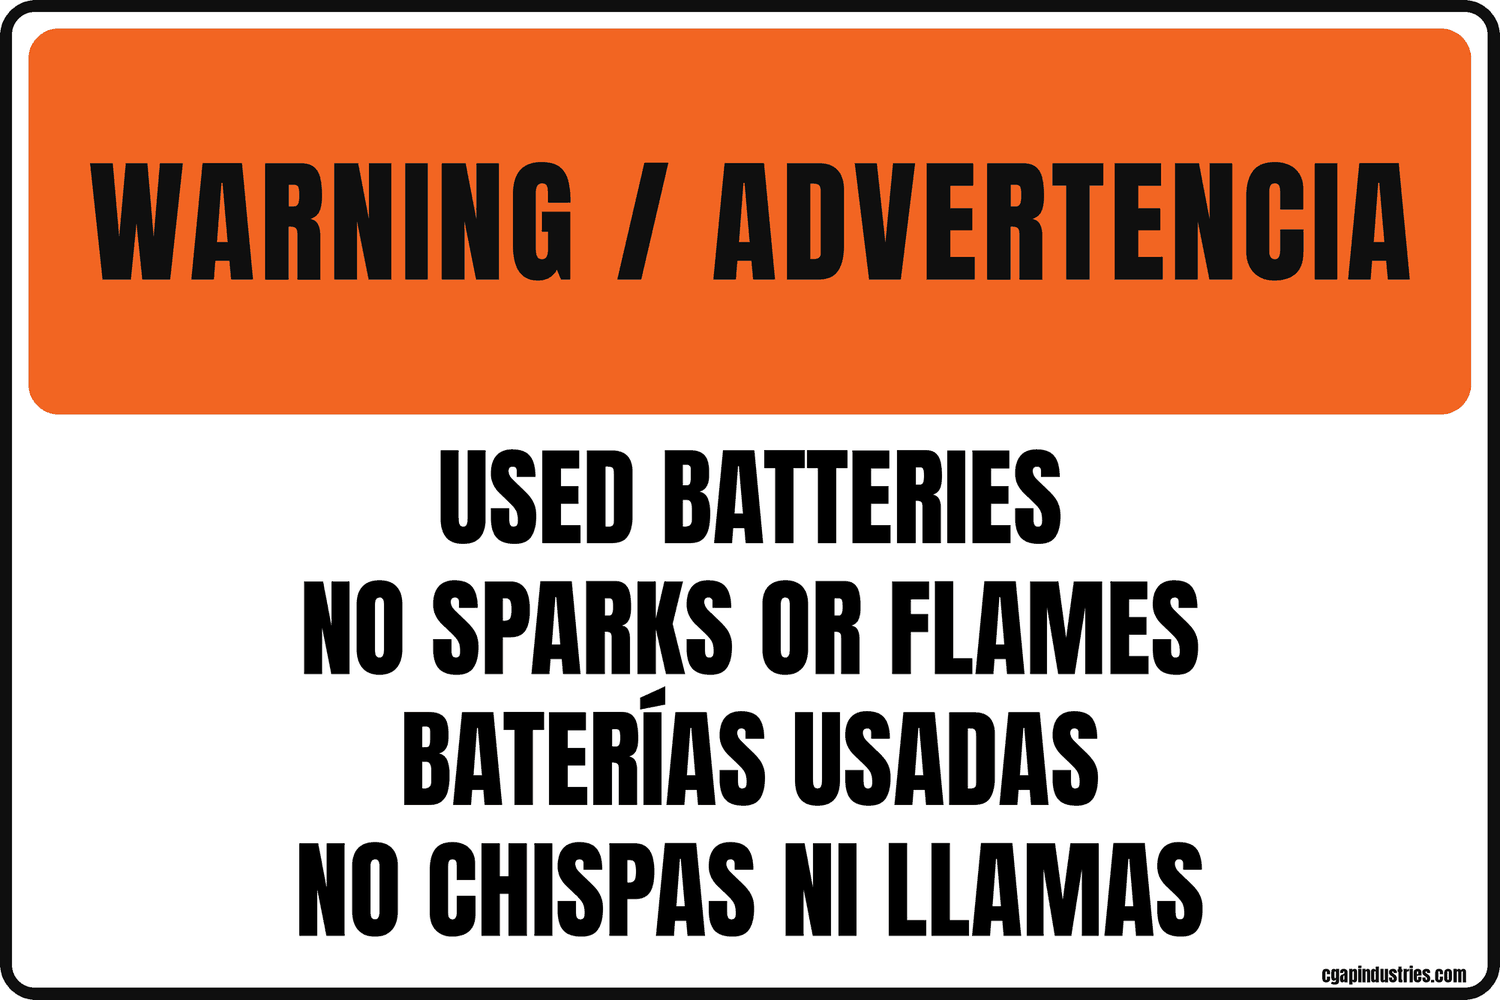 WARNING / ADVERTENCIA
USED BATTERIES
NO SPARKS OR FLAMES
BATERÍAS USADAS
NO CHISPAS NI LLAMAS
cgapindustries.com